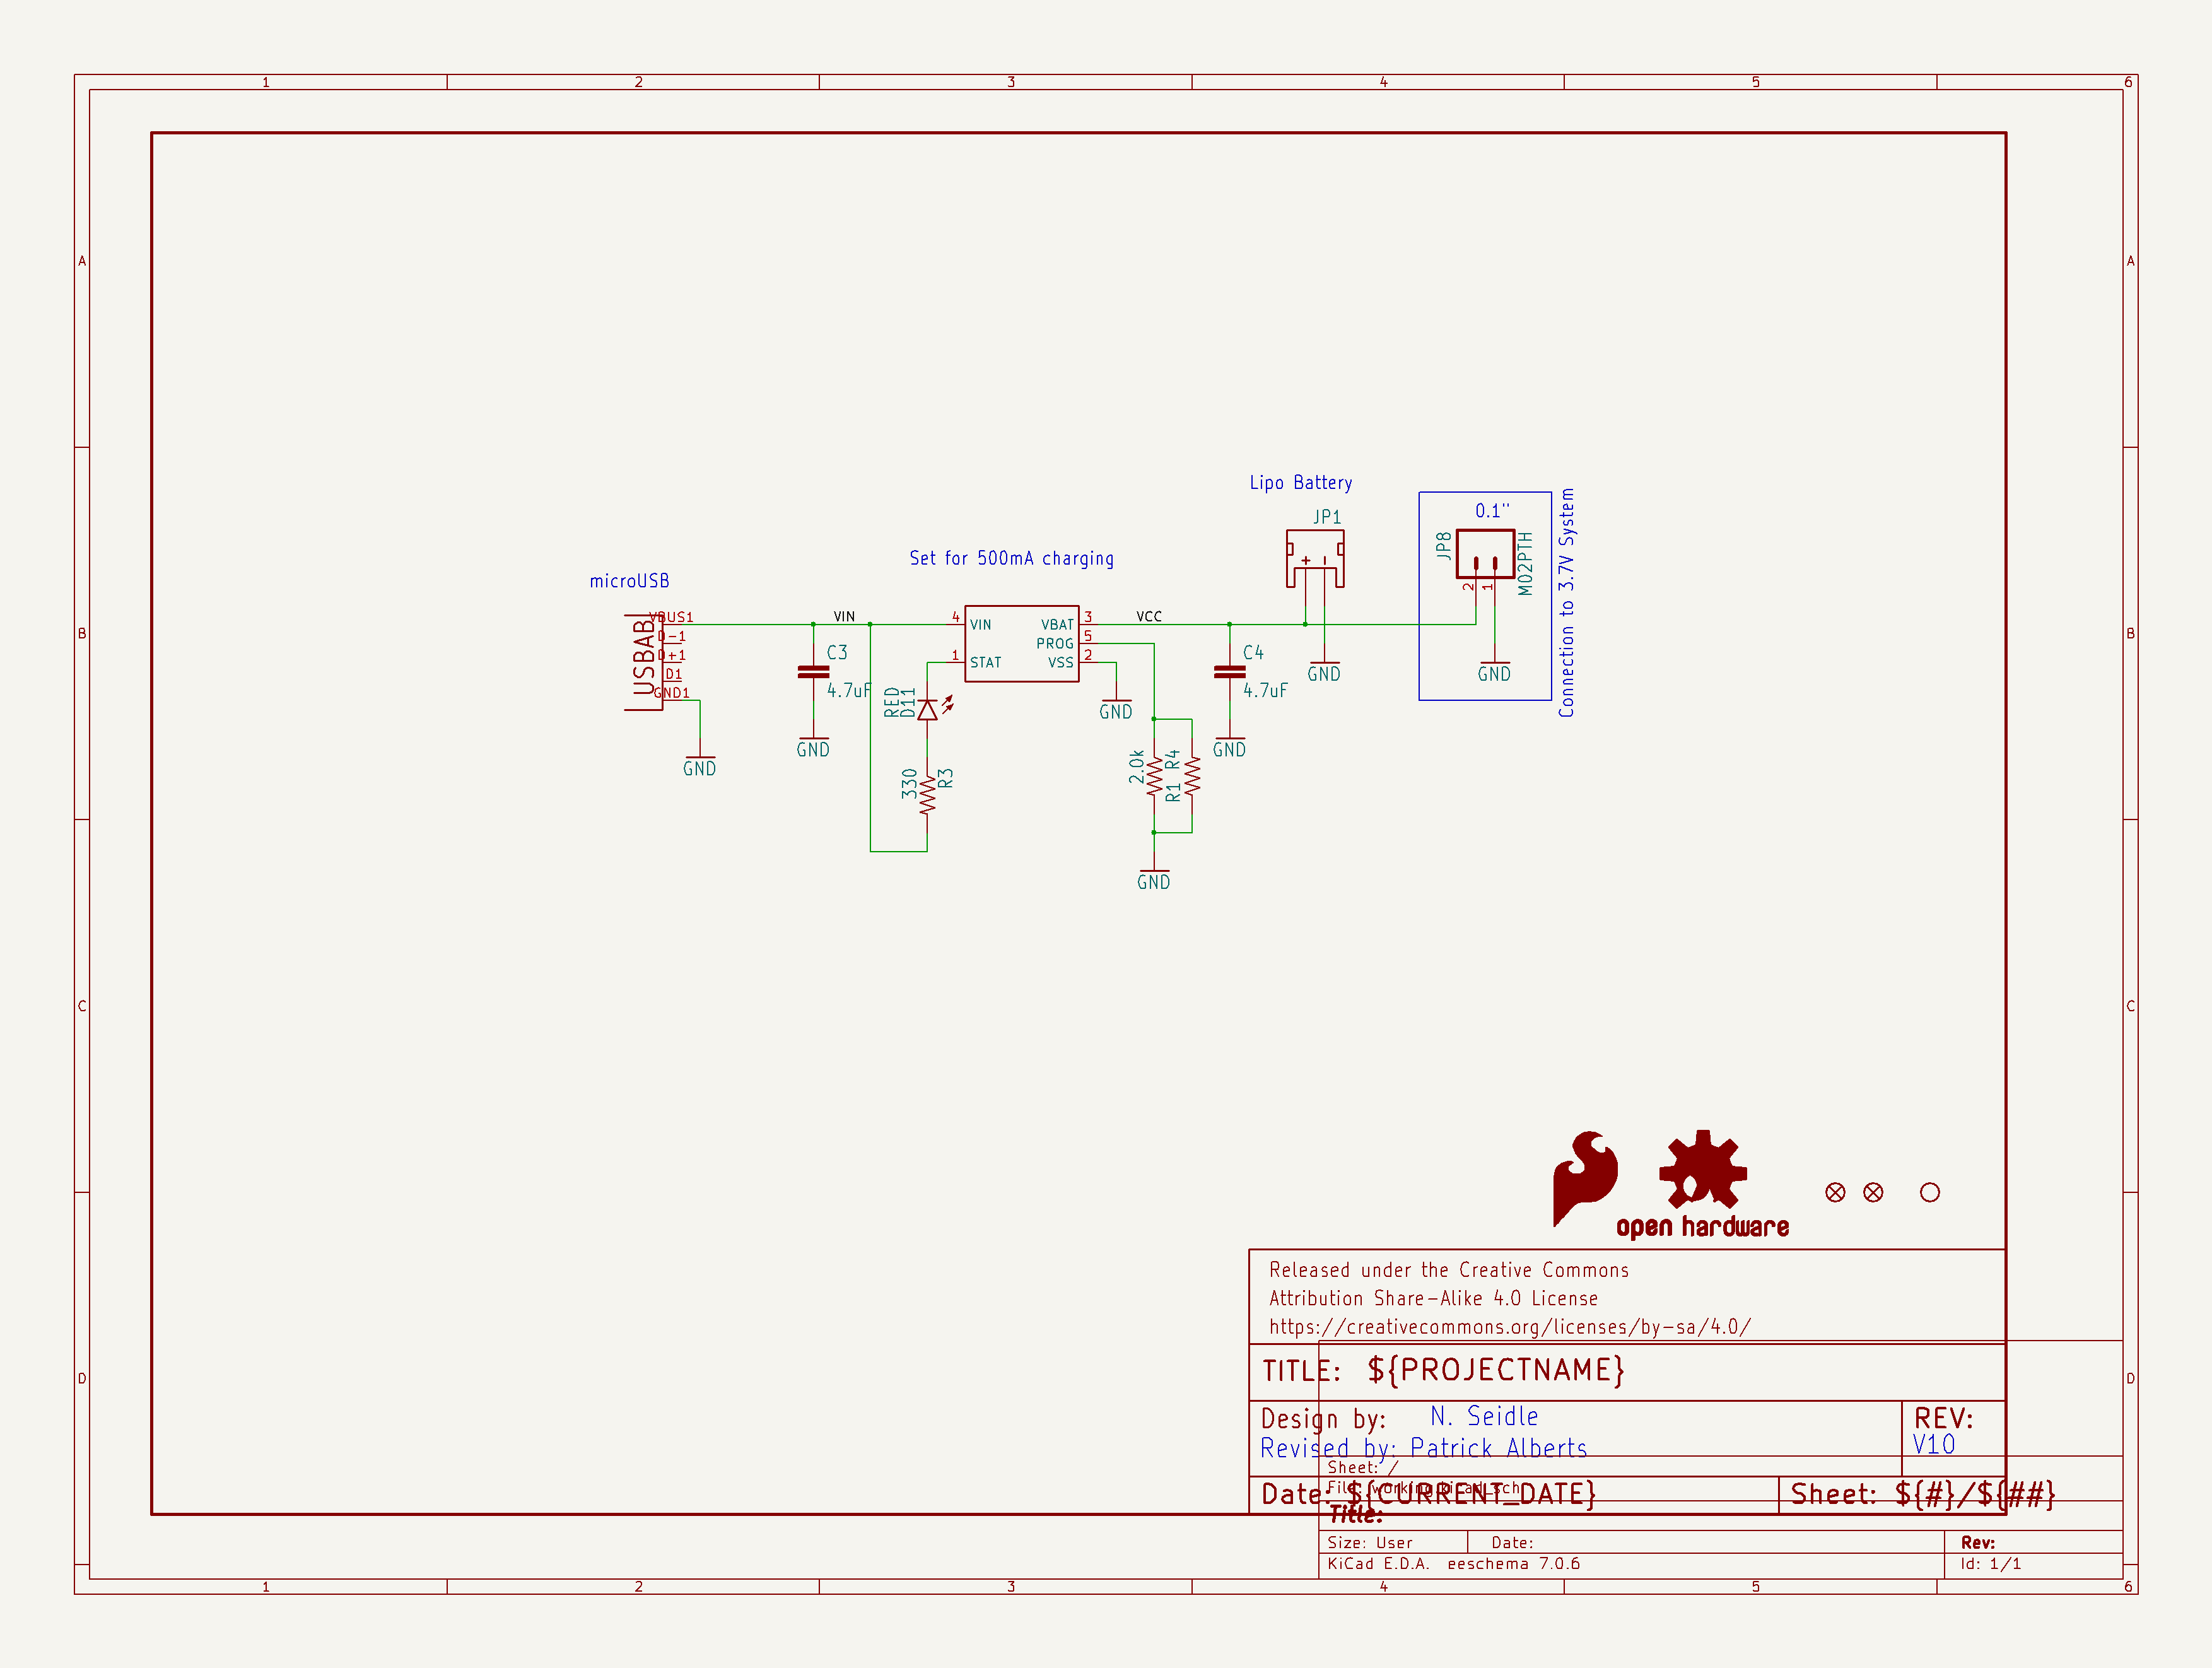 1 2 3 4 5 6
A A
B B
C C
D D
Lipo Battery
JP1
0.1"
JP8
M02PTH
2
1
GND
Connection to 3.7V System
Set for 500mA charging
microUSB
USBAB
VBUS1
D-1
D+1
D1
GND1
GND
VIN
C3
4.7uF
GND
RED
D11
330
R3
4 VIN
1 STAT
VBAT 3
PROG 5
VSS 2
GND
VCC
2.0k
R1
R4
GND
C4
4.7uF
GND
GND
open hardware
Released under the Creative Commons
Attribution Share-Alike 4.0 License
https://creativecommons.org/licenses/by-sa/4.0/
TITLE: ${PROJECTNAME}
Design by: N. Seidle
REV:
Revised by: Patrick Alberts
V10
Sheet: /
File: working.kicad_sch
Date: ${CURRENT_DATE}
Sheet: ${#}/${##}
Title:
Size: User Date: Rev:
KiCad E.D.A. eeschema 7.0.6 Id: 1/1
1 2 3 4 5 6